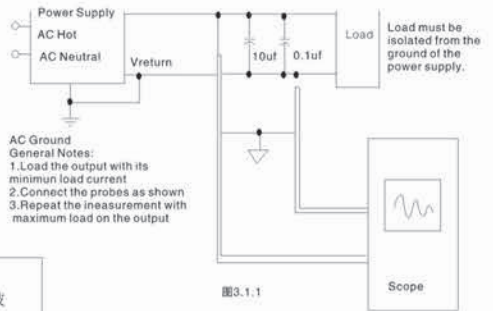 Power Supply
AC Hot
AC Neutral
Vreturn
10uf
0.1uf
Load
Load must be
isolated from the
ground of the
power supply.
AC Ground
General Notes:
1.Load the output with its
minimun load current
2.Connect the probes as shown
3.Repeat the ineasurement with
maximum load on the output
图3.1.1
Scope